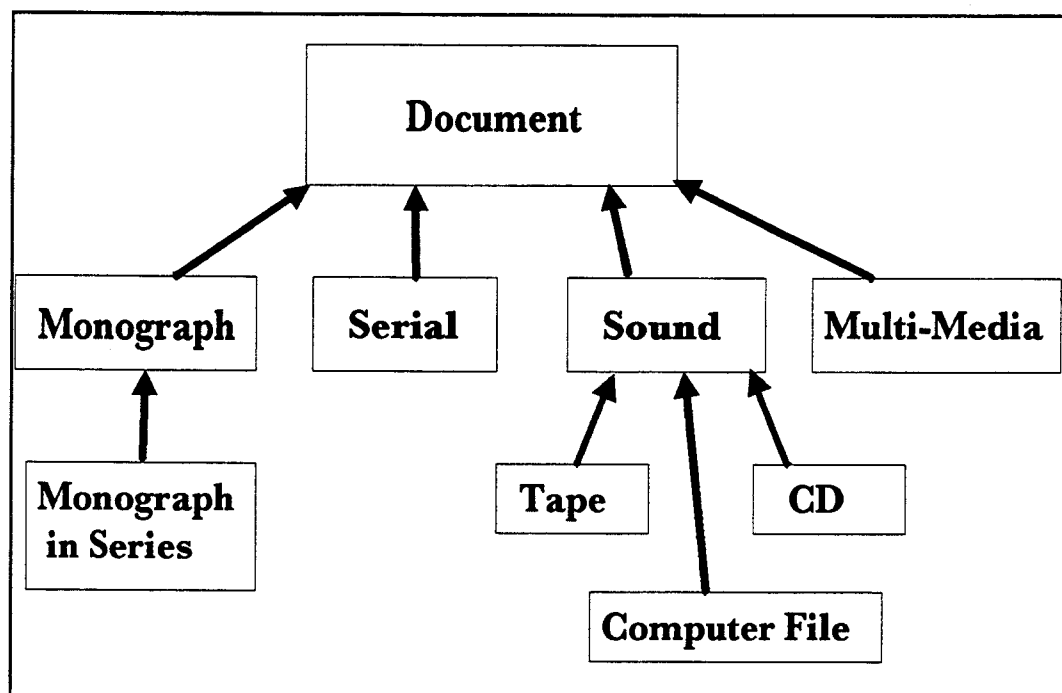 Document
Monograph
Serial
Sound
Multi-Media
Monograph
in Series
Tape
CD
Computer File